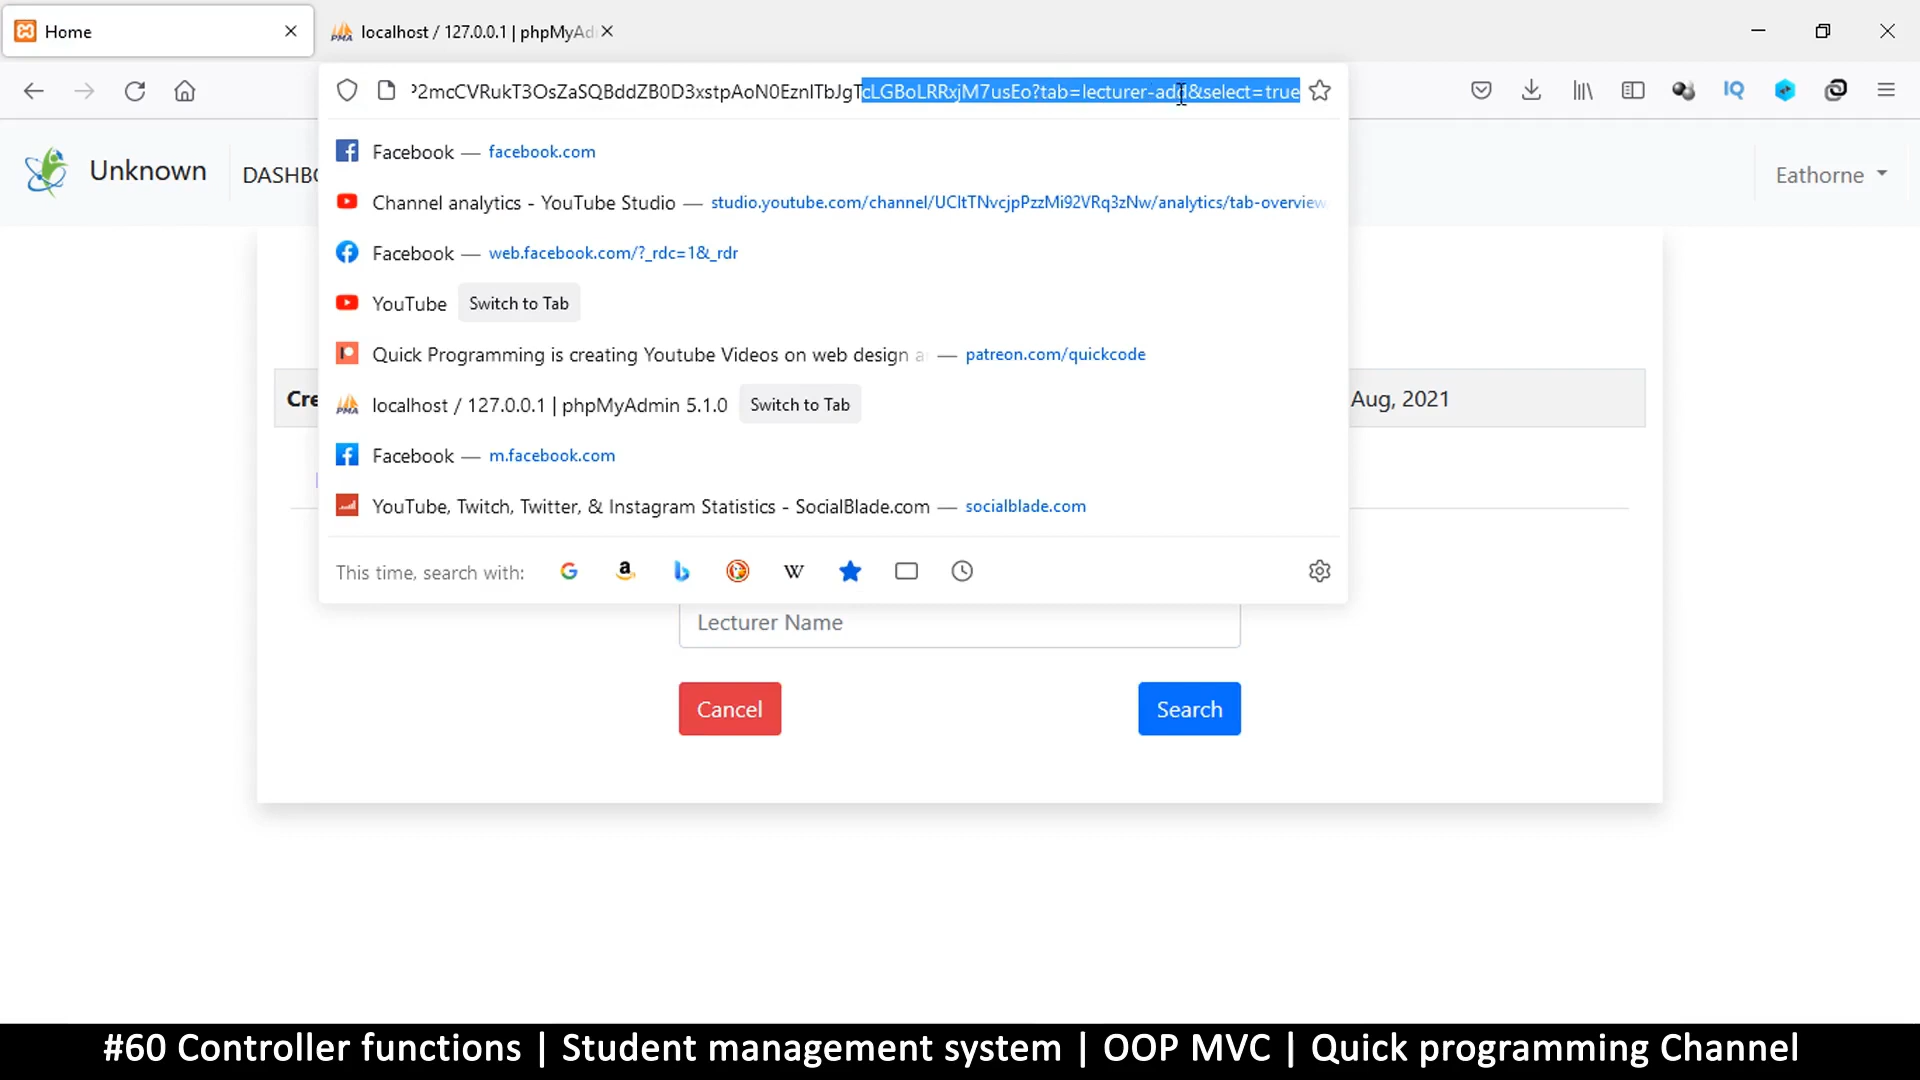 Home
localhost / 127.0.0.1 | phpMyAd
P2mcCVRukT3OsZaSQBddZB0D3xstpAoN0EznITbJgTcLGBoLRRxjM7usEo?tab=lecturer-add&select=true
IQ
Unknown
DASHBO
Eathorne
Facebook — facebook.com
Channel analytics - YouTube Studio — studio.youtube.com/channel/UCItTNvcjpPzzMi92VRq3zNw/analytics/tab-overview
Facebook — web.facebook.com/?_rdc=1&_rdr
YouTube Switch to Tab
Quick Programming is creating Youtube Videos on web design a — patreon.com/quickcode
localhost / 127.0.0.1 | phpMyAdmin 5.1.0 Switch to Tab
Cre
Aug, 2021
Facebook — m.facebook.com
YouTube, Twitch, Twitter, & Instagram Statistics - SocialBlade.com — socialblade.com
This time, search with:
Lecturer Name
Cancel
Search
#60 Controller functions | Student management system | OOP MVC | Quick programming Channel